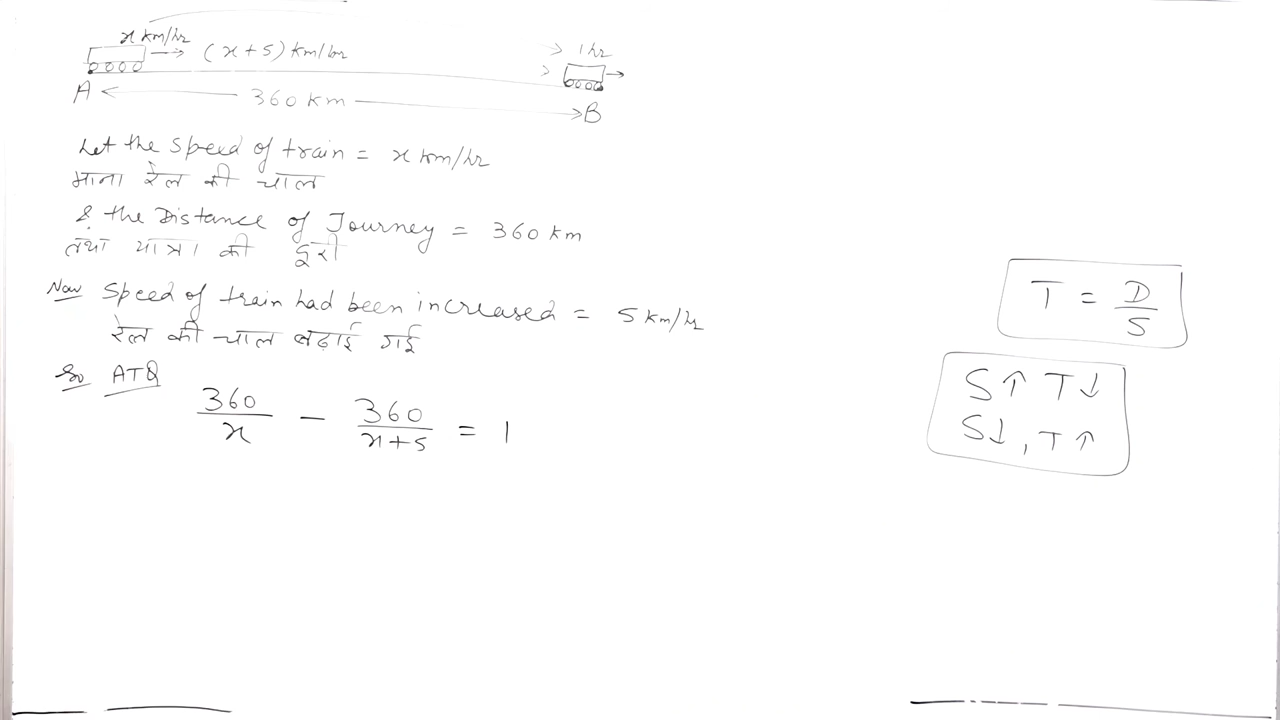 x km/hr
(x+5) km/hr
1 hr
A
360 km
B
Let the speed of train = x km/hr
माना रेल की चाल
& the Distance of Journey = 360 km
तथा यात्रा की दूरी
Now speed of train had been increased = 5 km/hr
रेल की चाल बढ़ाई गई
So ATQ
360/x - 360/x+5 = 1
T = D/S
S↑ T↓
S↓, T↑